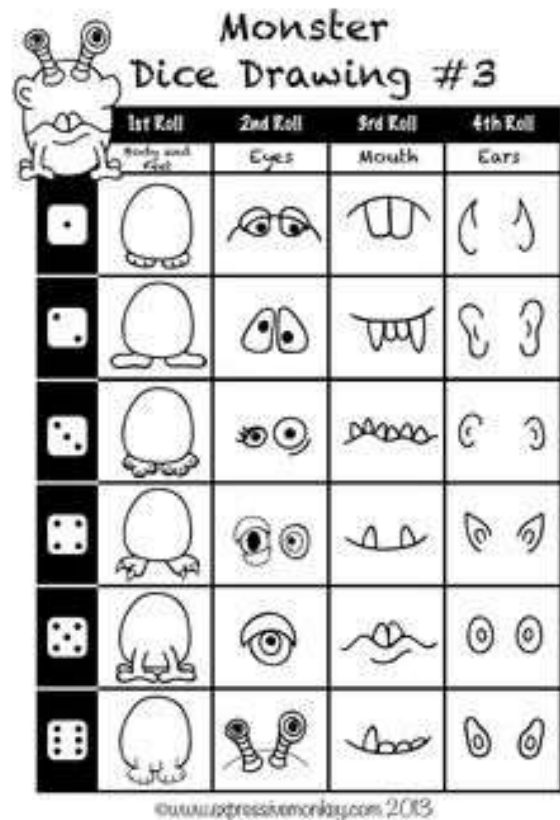 Monster
Dice Drawing #3
1st Roll 2nd Roll 3rd Roll 4th Roll
Body and Eyes Mouth Ears
Feet
©www.expressivemonkey.com 2013